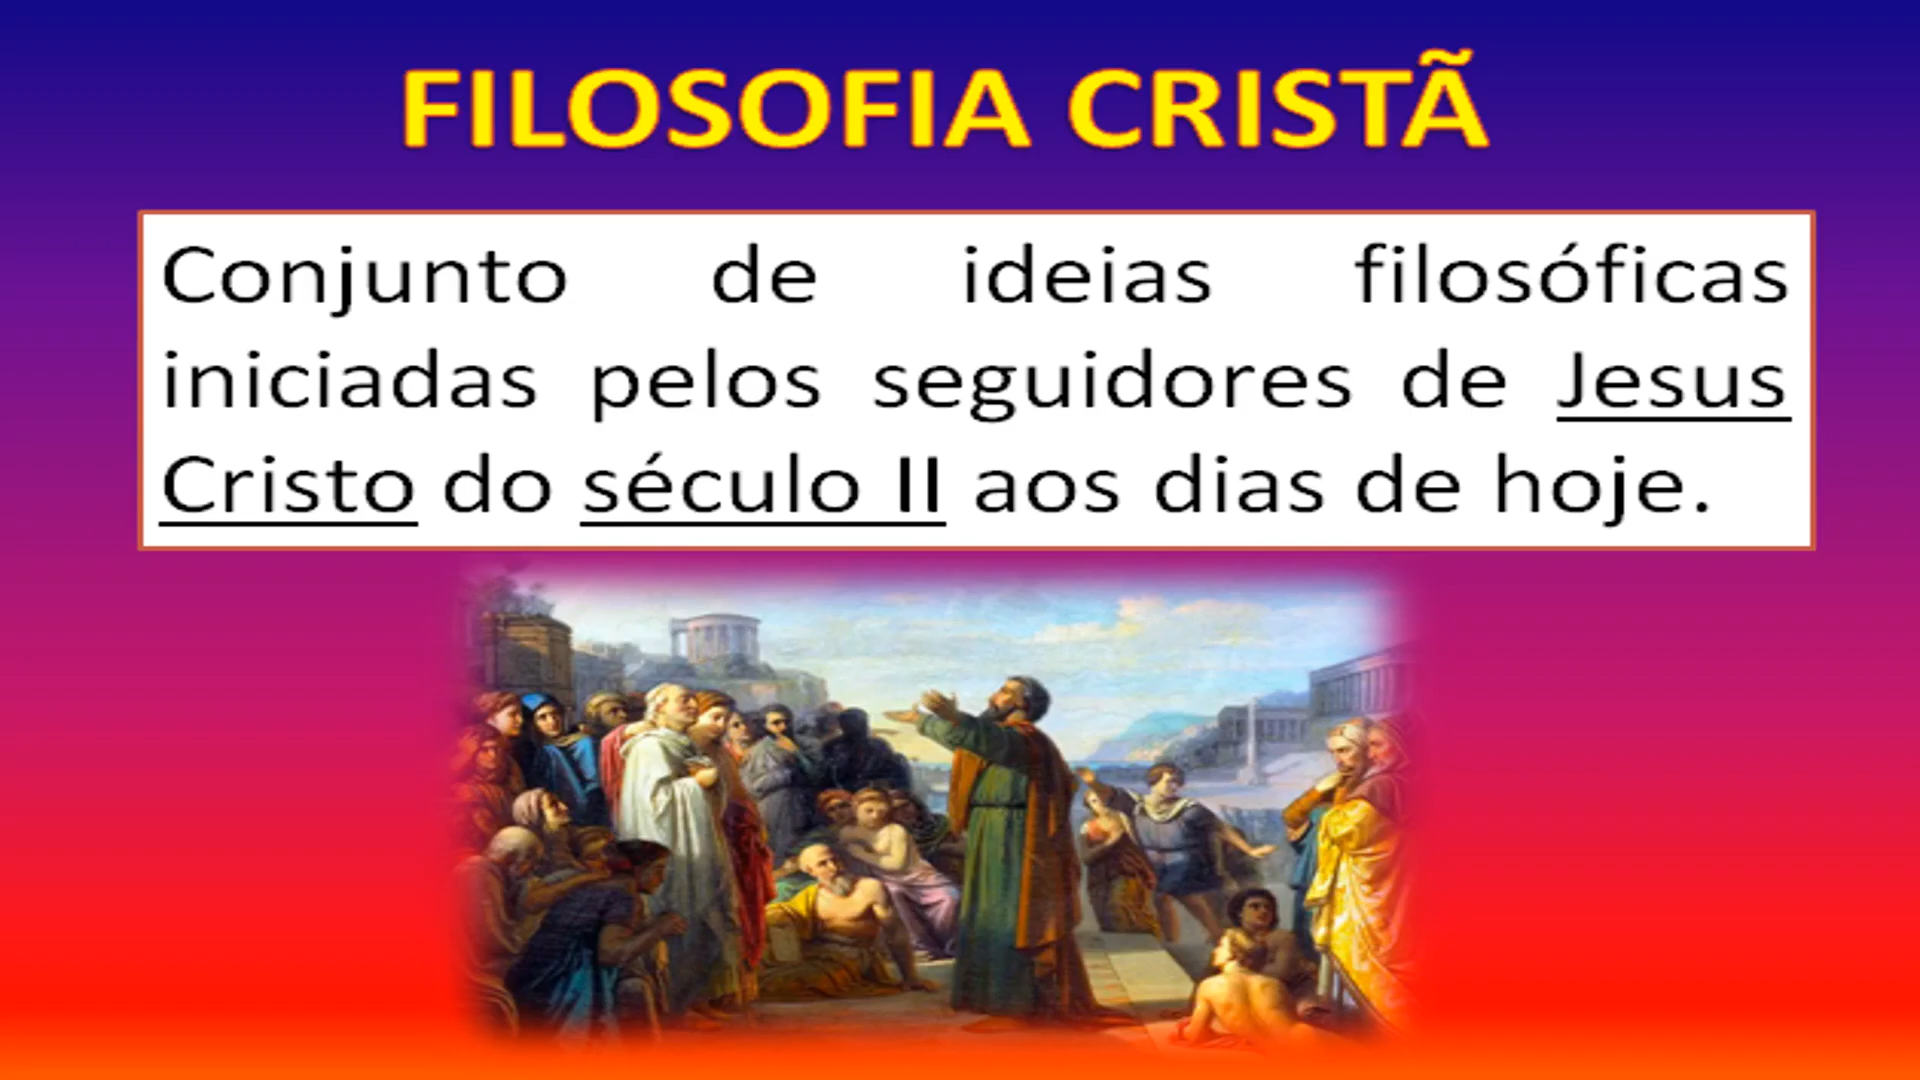 FILOSOFIA CRISTÃ
Conjunto de ideias filosóficas
iniciadas pelos seguidores de Jesus
Cristo do século II aos dias de hoje.